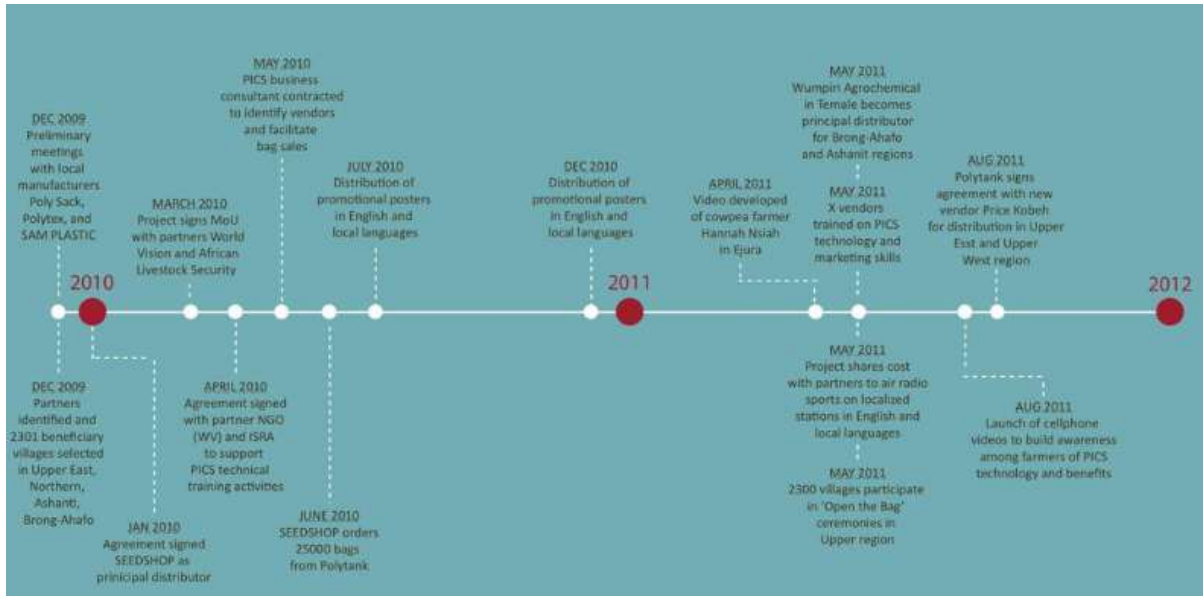 DEC 2009
Preliminary
meetings
with local
manufacturers
Poly Sack,
Polytex, and
SAM PLASTIC
MARCH 2010
Project signs MoU
with partners World
Vision and African
Livestock Security
MAY 2010
PICS business
consultant contracted
to identify vendors
and facilitate
bag sales
JULY 2010
Distribution of
promotional posters
in English and
local languages
DEC 2010
Distribution of
promotional posters
in English and
local languages
APRIL 2011
Video developed
of cowpea farmer
Hannah Nsiah
in Ejura
MAY 2011
Wumpiri Agrochemical
in Temale becomes
principal distributor
for Brong-Ahafo
and Ashanit regions
MAY 2011
X vendors
trained on PICS
technology and
marketing skills
AUG 2011
Polytank signs
agreement with new
vendor Price Kobeh
for distribution in Upper
Esst and Upper
West region
2010
2011
2012
DEC 2009
Partners
identified and
2301 beneficiary
villages selected
in Upper East,
Northern,
Ashanti,
Brong-Ahafo
JAN 2010
Agreement signed
SEEDSHOP as
prinicipal distributor
APRIL 2010
Agreement signed
with partner NGO
(WV) and ISRA
to support
PICS technical
training activities
JUNE 2010
SEEDSHOP orders
25000 bags
from Polytank
MAY 2011
Project shares cost
with partners to air radio
sports on localized
stations in English and
local languages
MAY 2011
2300 villages participate
in 'Open the Bag'
ceremonies in
Upper region
AUG 2011
Launch of cellphone
videos to build awareness
among farmers of PICS
technology and benefits